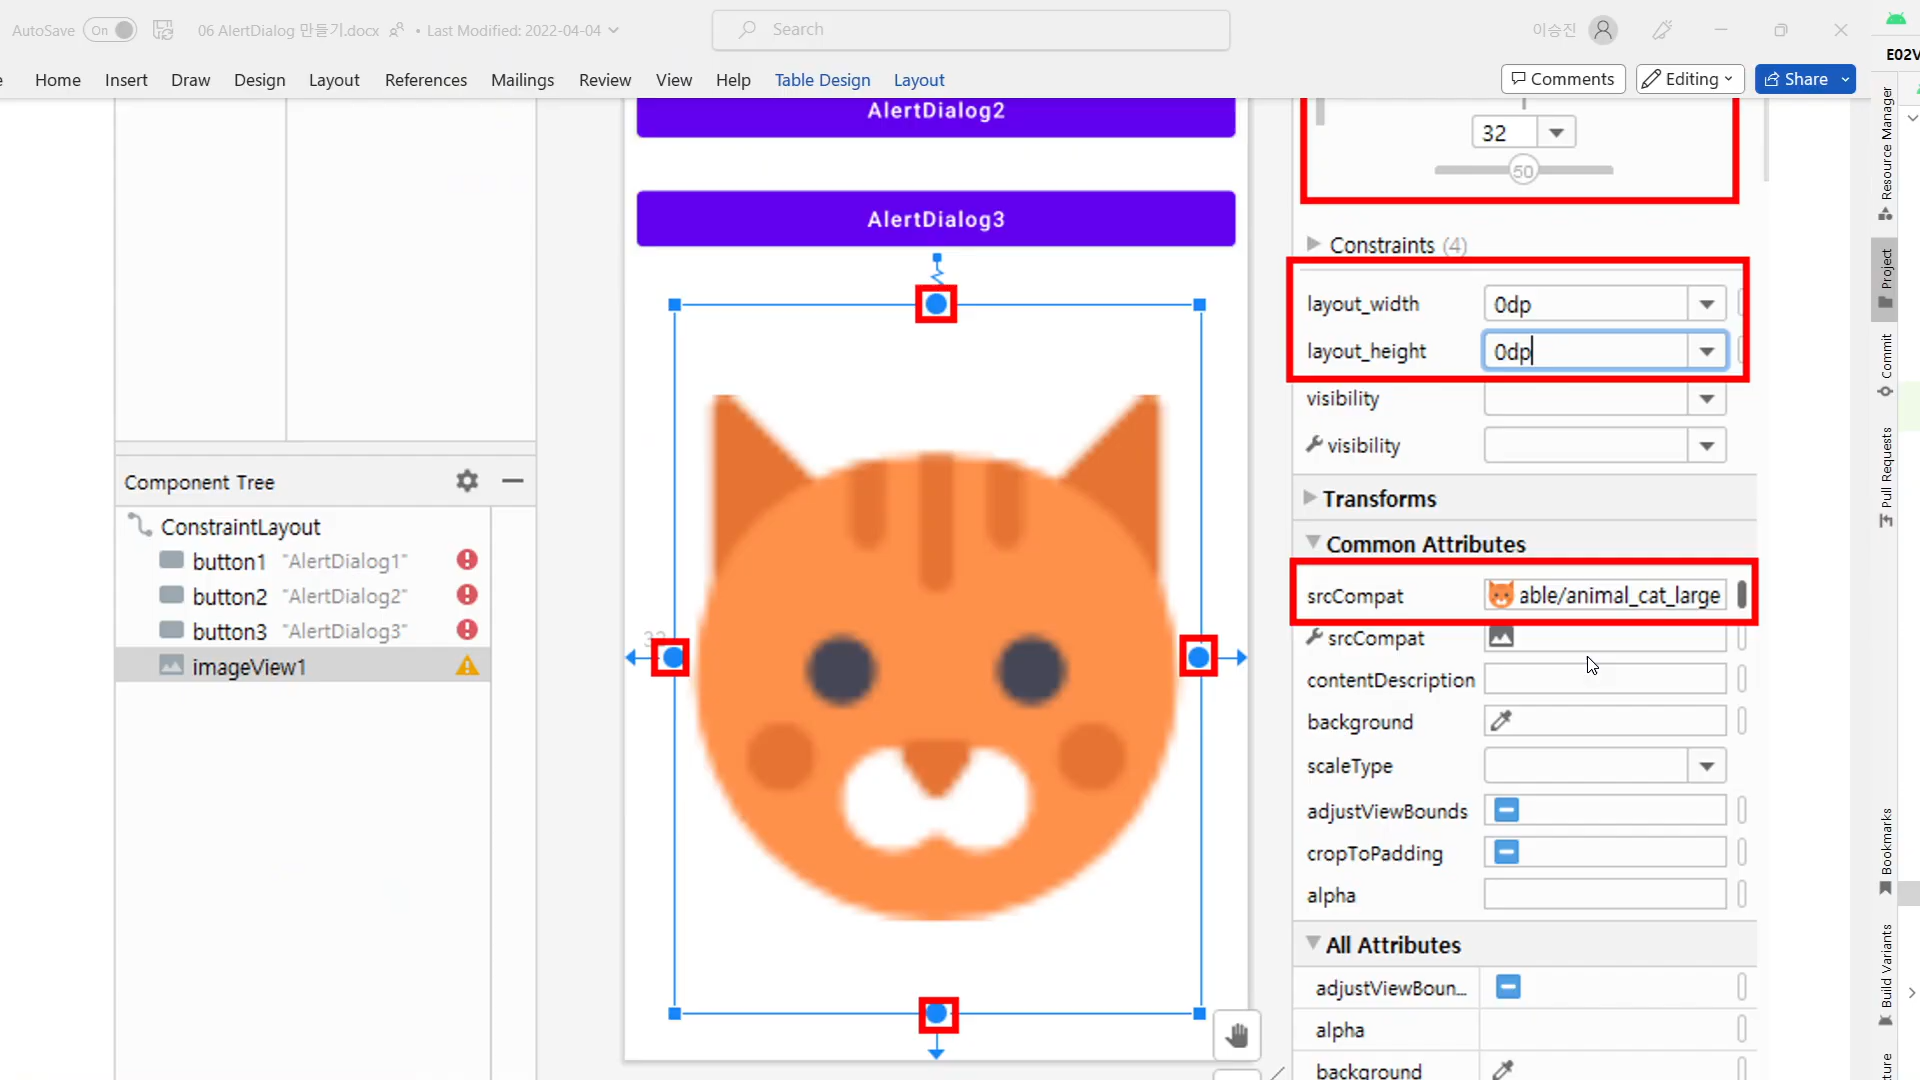 AutoSave On 06 AlertDialog 만들기.docx • Last Modified: 2022-04-04 Search 이승진
Home Insert Draw Design Layout References Mailings Review View Help Table Design Layout Comments Editing Share
E02V
Resource Manager
Project
Commit
Pull Requests
Bookmarks
Build Variants
Component Tree
ConstraintLayout
button1 "AlertDialog1"
button2 "AlertDialog2"
button3 "AlertDialog3"
imageView1
AlertDialog2
AlertDialog3
32
50
Constraints (4)
layout_width 0dp
layout_height 0dp
visibility
visibility
Transforms
Common Attributes
srcCompat able/animal_cat_large
srcCompat
contentDescription
background
scaleType
adjustViewBounds
cropToPadding
alpha
All Attributes
adjustViewBoun...
alpha
background